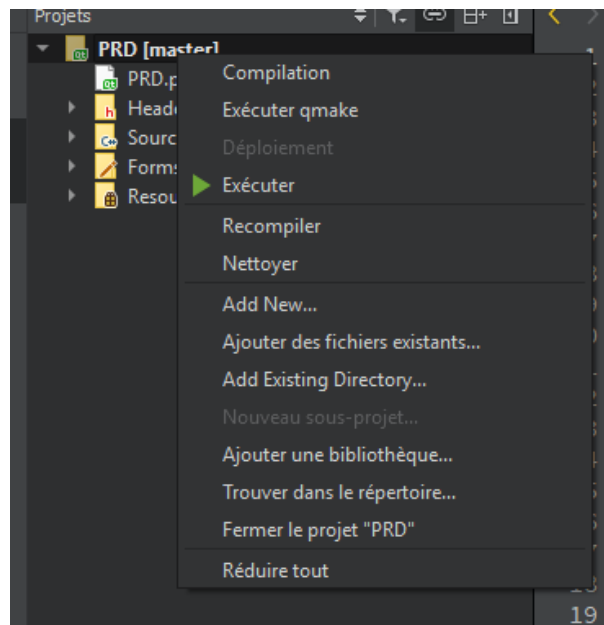 Projets
PRD [master]
PRD.p
Compilation
Heade
Exécuter qmake
Sourc
Déploiement
Forms
Exécuter
Resou
Recompiler
Nettoyer
Add New...
Ajouter des fichiers existants...
Add Existing Directory...
Nouveau sous-projet...
Ajouter une bibliothèque...
Trouver dans le répertoire...
Fermer le projet "PRD"
Réduire tout
19